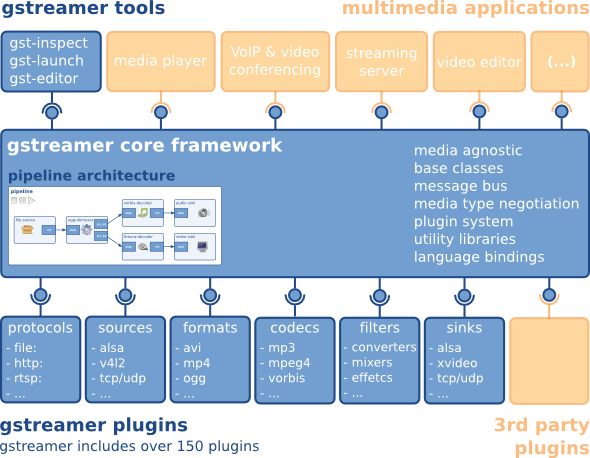 gstreamer tools
multimedia applications
gst-inspect
gst-launch
gst-editor
media player
VoIP & video
conferencing
streaming
server
video editor
(...)
gstreamer core framework
pipeline architecture
pipeline
file-source
ogg-demuxer
vorbis-decoder
audio-sink
theora-decoder
video-sink
media agnostic
base classes
message bus
media type negotiation
plugin system
utility libraries
language bindings
protocols
- file:
- http:
- rtsp:
- ...
sources
- alsa
- v4l2
- tcp/udp
- ...
formats
- avi
- mp4
- ogg
- ...
codecs
- mp3
- mpeg4
- vorbis
- ...
filters
- converters
- mixers
- effetcs
- ...
sinks
- alsa
- xvideo
- tcp/udp
- ...
gstreamer plugins
gstreamer includes over 150 plugins
3rd party
plugins